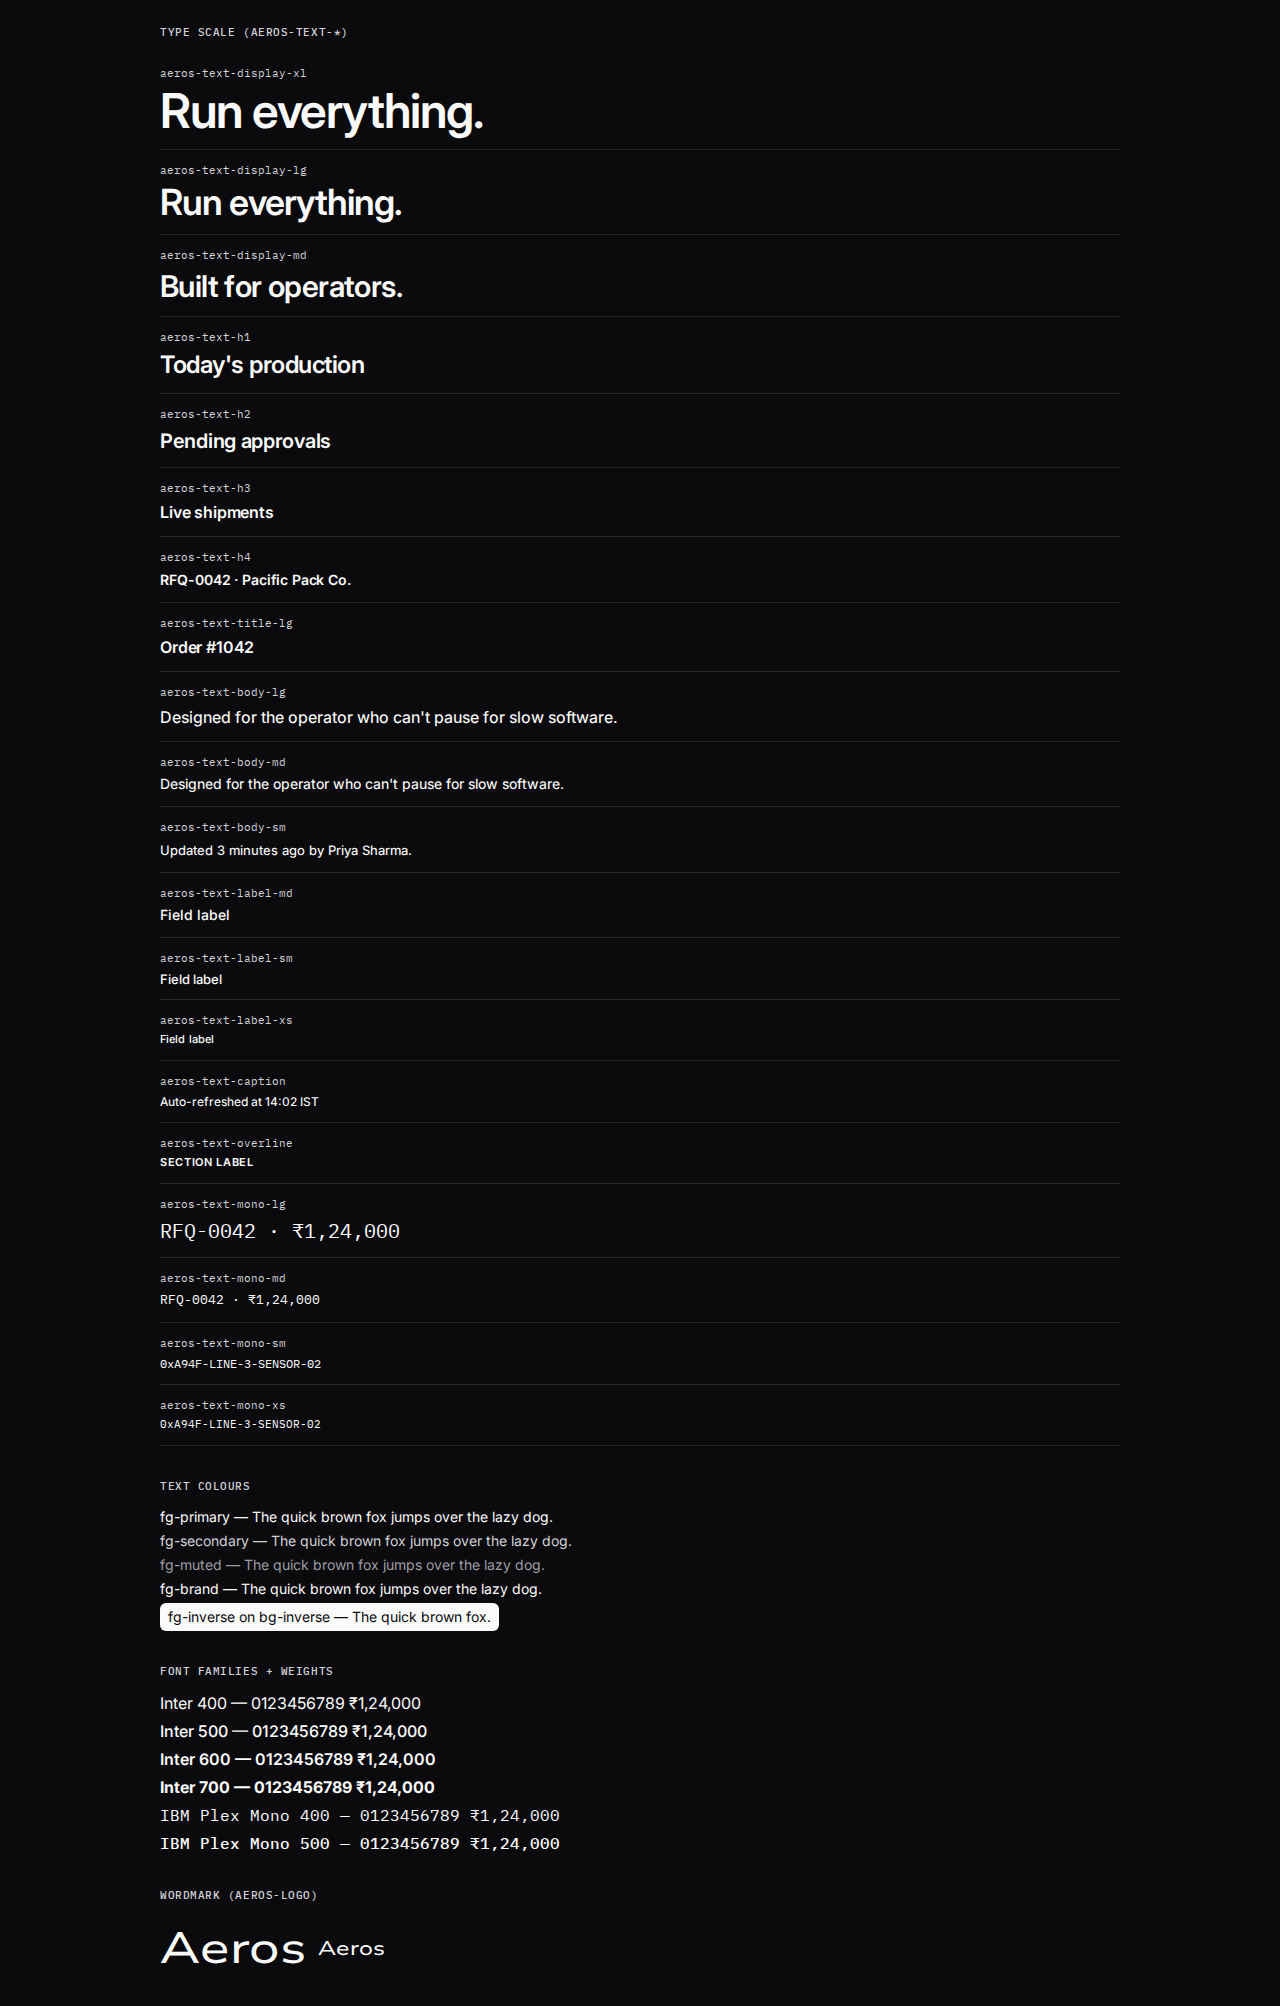 TYPE SCALE (AEROS-TEXT-*)
aeros-text-display-xl
Run everything.
aeros-text-display-lg
Run everything.
aeros-text-display-md
Built for operators.
aeros-text-h1
Today's production
aeros-text-h2
Pending approvals
aeros-text-h3
Live shipments
aeros-text-h4
RFQ-0042 · Pacific Pack Co.
aeros-text-title-lg
Order #1042
aeros-text-body-lg
Designed for the operator who can't pause for slow software.
aeros-text-body-md
Designed for the operator who can't pause for slow software.
aeros-text-body-sm
Updated 3 minutes ago by Priya Sharma.
aeros-text-label-md
Field label
aeros-text-label-sm
Field label
aeros-text-label-xs
Field label
aeros-text-caption
Auto-refreshed at 14:02 IST
aeros-text-overline
SECTION LABEL
aeros-text-mono-lg
RFQ-0042 · ₹1,24,000
aeros-text-mono-md
RFQ-0042 · ₹1,24,000
aeros-text-mono-sm
0xA94F-LINE-3-SENSOR-02
aeros-text-mono-xs
0xA94F-LINE-3-SENSOR-02
TEXT COLOURS
fg-primary — The quick brown fox jumps over the lazy dog.
fg-secondary — The quick brown fox jumps over the lazy dog.
fg-muted — The quick brown fox jumps over the lazy dog.
fg-brand — The quick brown fox jumps over the lazy dog.
fg-inverse on bg-inverse — The quick brown fox.
FONT FAMILIES + WEIGHTS
Inter 400 — 0123456789 ₹1,24,000
Inter 500 — 0123456789 ₹1,24,000
Inter 600 — 0123456789 ₹1,24,000
Inter 700 — 0123456789 ₹1,24,000
IBM Plex Mono 400 — 0123456789 ₹1,24,000
IBM Plex Mono 500 — 0123456789 ₹1,24,000
WORDMARK (AEROS-LOGO)
Aeros Aeros